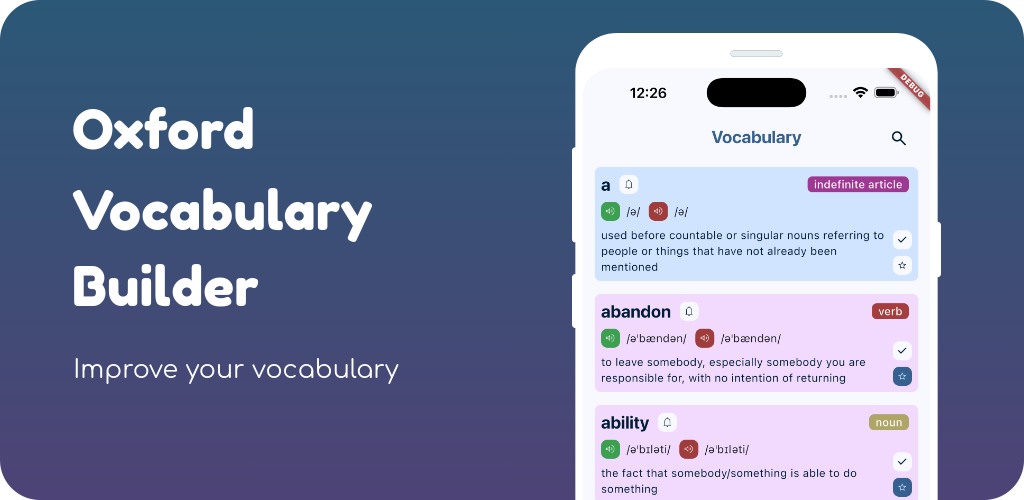 Oxford
Vocabulary
Builder
Improve your vocabulary
12:26
DEBUG
Vocabulary
a
indefinite article
/ə/ /ə/
used before countable or singular nouns referring to
people or things that have not already been
mentioned
abandon
verb
/əˈbændən/ /əˈbændən/
to leave somebody, especially somebody you are
responsible for, with no intention of returning
ability
noun
/əˈbɪləti/ /əˈbɪləti/
the fact that somebody/something is able to do
something